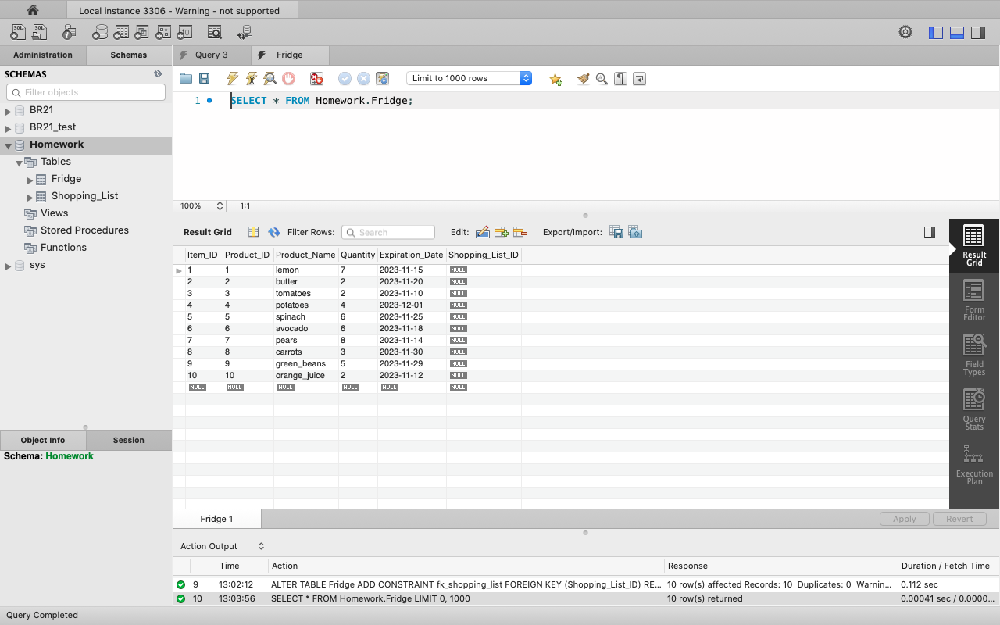 Local instance 3306 - Warning - not supported
Administration Schemas Query 3 Fridge
SCHEMAS
Filter objects
BR21
BR21_test
Homework
Tables
Fridge
Shopping_List
Views
Stored Procedures
Functions
sys
Object Info Session
Schema: Homework
Limit to 1000 rows
1 SELECT * FROM Homework.Fridge;
100% 1:1
Result Grid Filter Rows: Search Edit: Export/Import:
Item_ID Product_ID Product_Name Quantity Expiration_Date Shopping_List_ID
1 1 lemon 7 2023-11-15 NULL
2 2 butter 2 2023-11-20 NULL
3 3 tomatoes 2 2023-11-10 NULL
4 4 potatoes 4 2023-12-01 NULL
5 5 spinach 6 2023-11-25 NULL
6 6 avocado 6 2023-11-18 NULL
7 7 pears 8 2023-11-14 NULL
8 8 carrots 3 2023-11-30 NULL
9 9 green_beans 5 2023-11-29 NULL
10 10 orange_juice 2 2023-11-12 NULL
NULL NULL NULL NULL NULL NULL
Result
Grid
Form
Editor
Field
Types
Query
Stats
Execution
Plan
Fridge 1 Apply Revert
Action Output
Time Action Response Duration / Fetch Time
9 13:02:12 ALTER TABLE Fridge ADD CONSTRAINT fk_shopping_list FOREIGN KEY (Shopping_List_ID) RE... 10 row(s) affected Records: 10 Duplicates: 0 Warnin... 0.112 sec
10 13:03:56 SELECT * FROM Homework.Fridge LIMIT 0, 1000 10 row(s) returned 0.00041 sec / 0.0000...
Query Completed